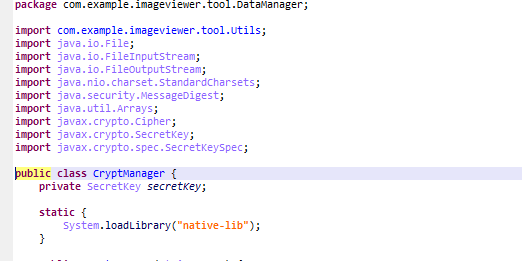 package com.example.imageviewer.tool.DataManager;
import com.example.imageviewer.tool.Utils;
import java.io.File;
import java.io.FileInputStream;
import java.io.FileOutputStream;
import java.nio.charset.StandardCharsets;
import java.security.MessageDigest;
import java.util.Arrays;
import javax.crypto.Cipher;
import javax.crypto.SecretKey;
import javax.crypto.spec.SecretKeySpec;
public class CryptManager {
private SecretKey secretKey;
static {
System.loadLibrary("native-lib");
}